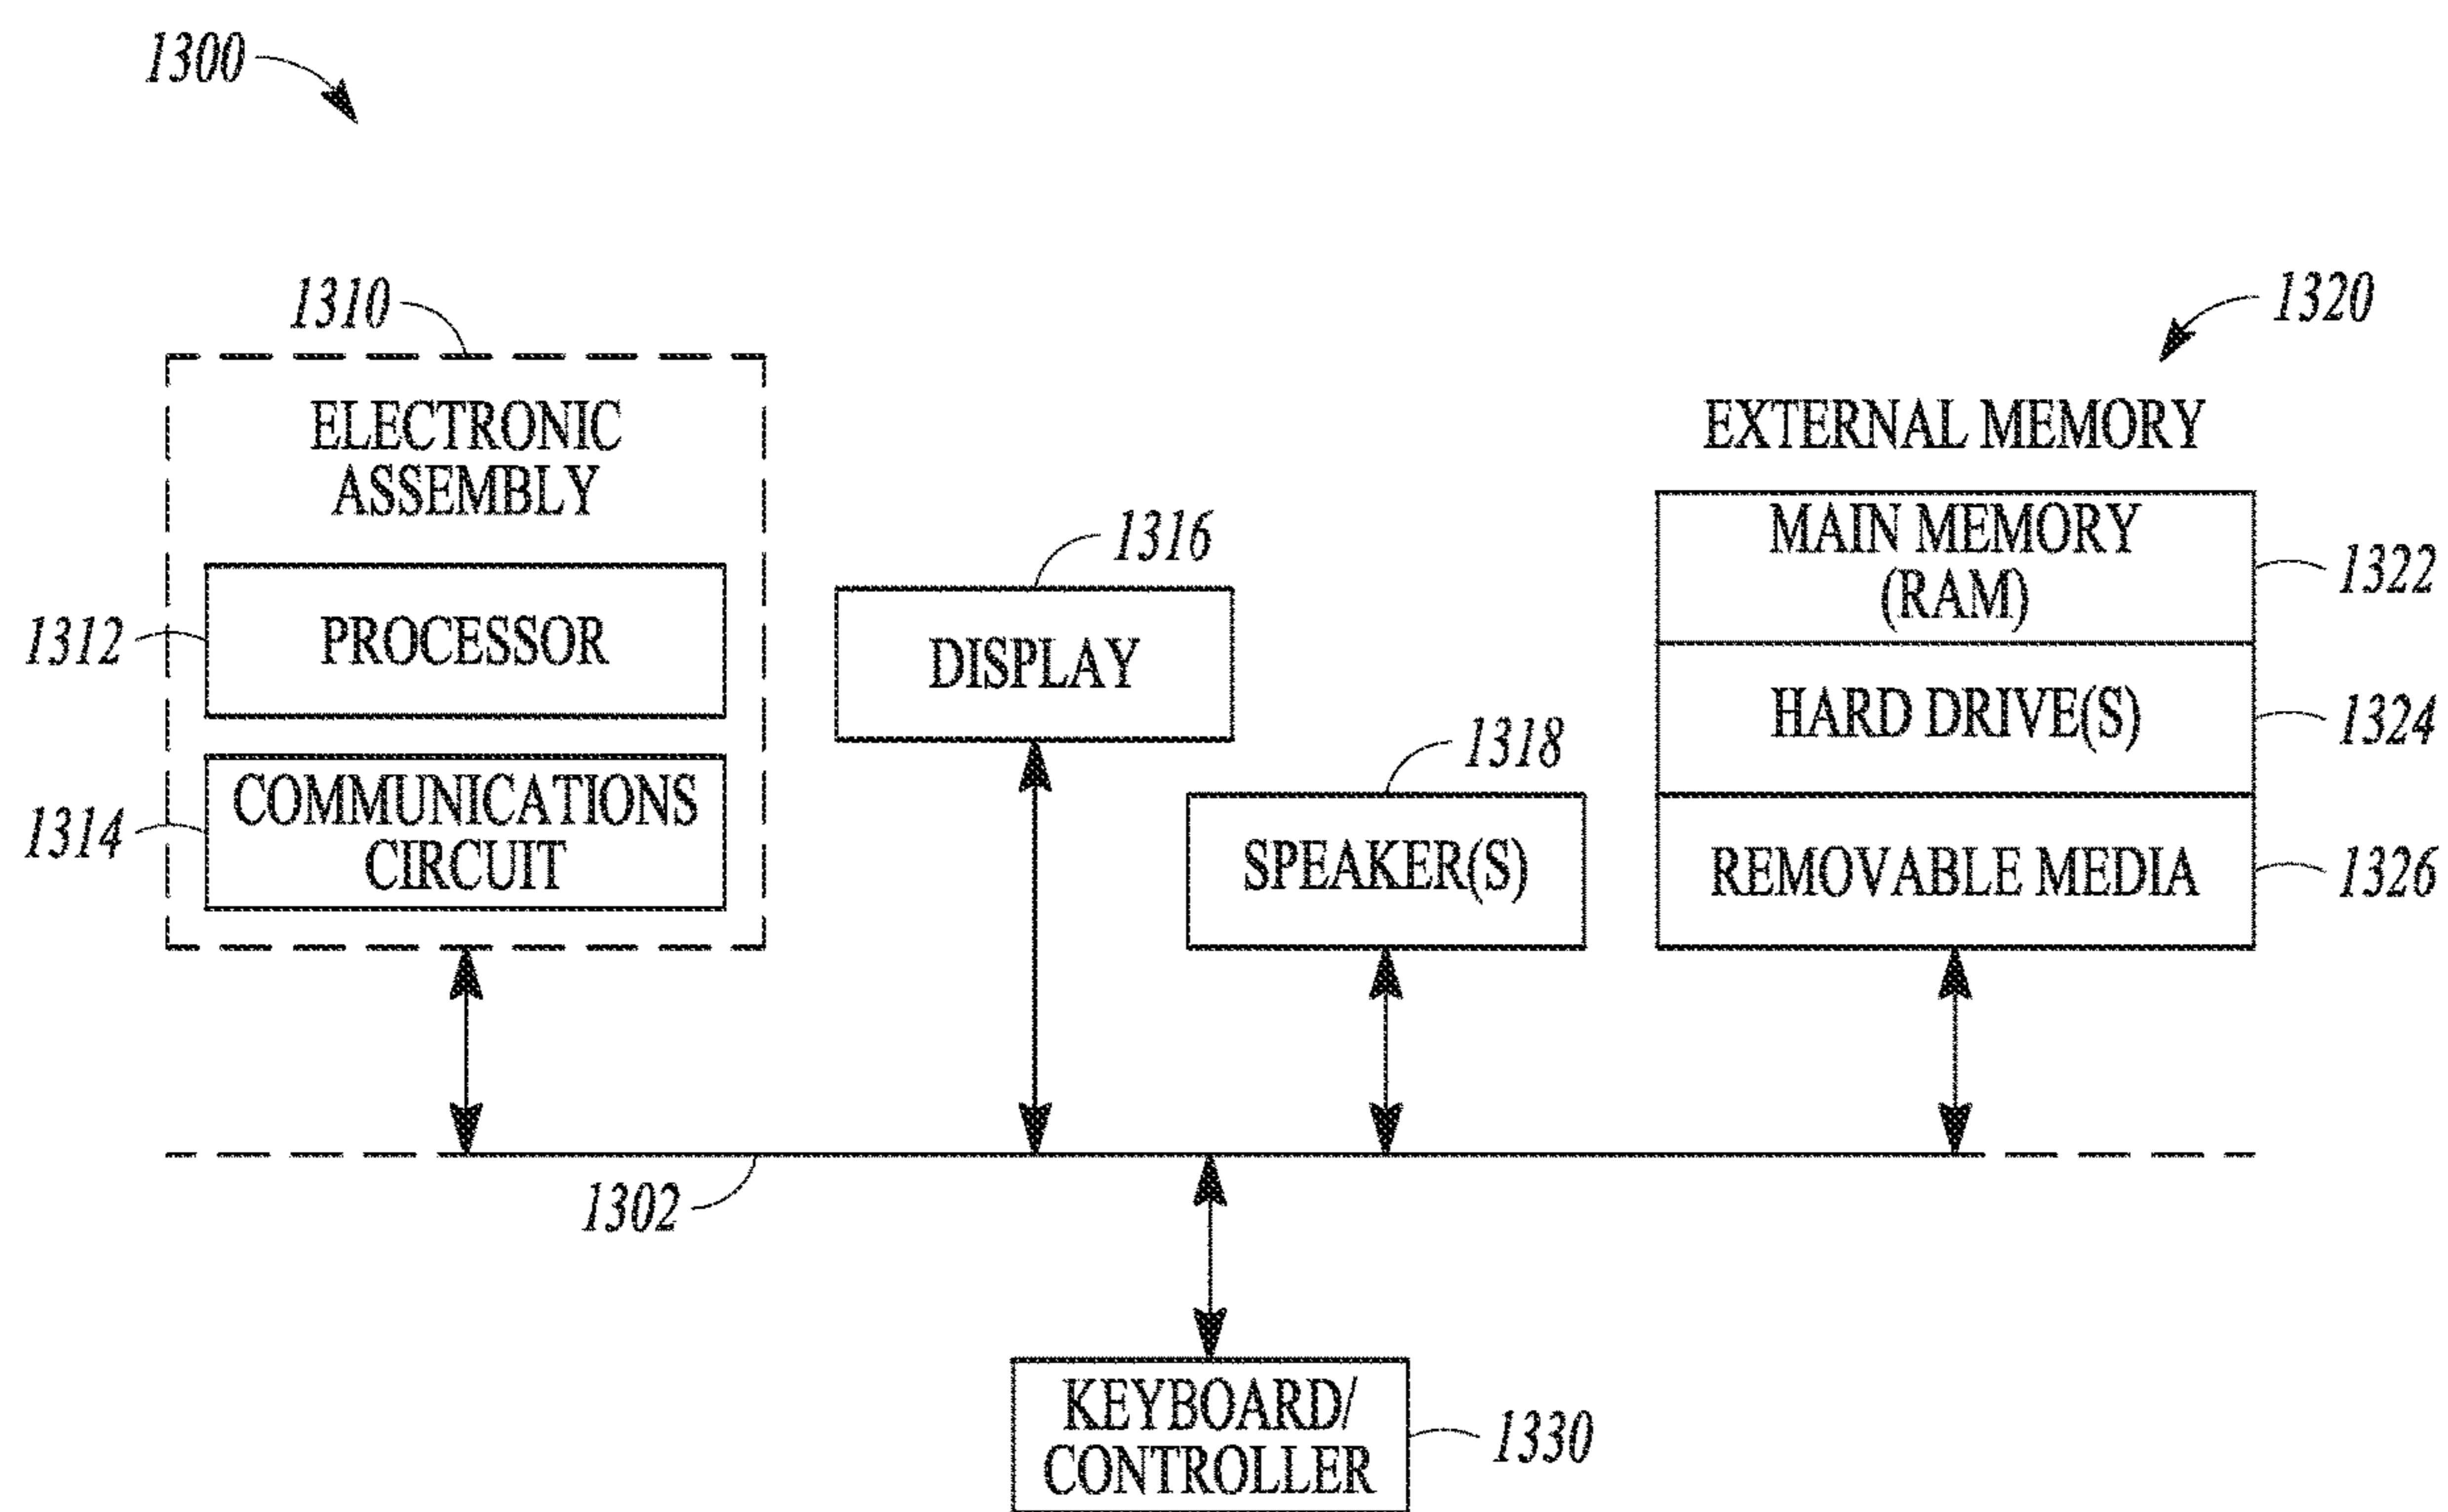 1300
1310
1320
ELECTRONIC
ASSEMBLY
EXTERNAL MEMORY
1316
MAIN MEMORY
(RAM)
1322
1312
PROCESSOR
DISPLAY
HARD DRIVE(S)
1324
1318
1314
COMMUNICATIONS
CIRCUIT
SPEAKER(S)
REMOVABLE MEDIA
1326
1302
KEYBOARD/
CONTROLLER
1330